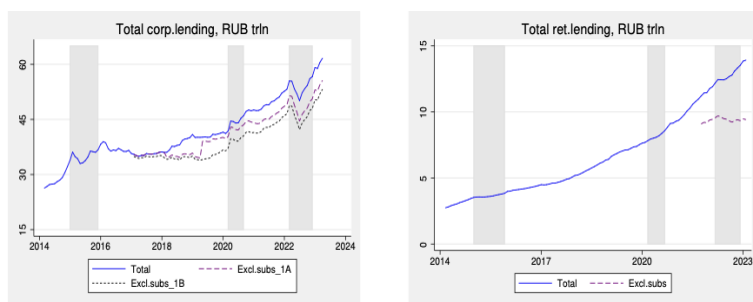 Total corp.lending, RUB trln
60
45
30
15
2014 2016 2018 2020 2022 2024
Total Excl.subs_1A
Excl.subs_1B
Total ret.lending, RUB trln
15
10
5
0
2014 2017 2020 2023
Total Excl.subs